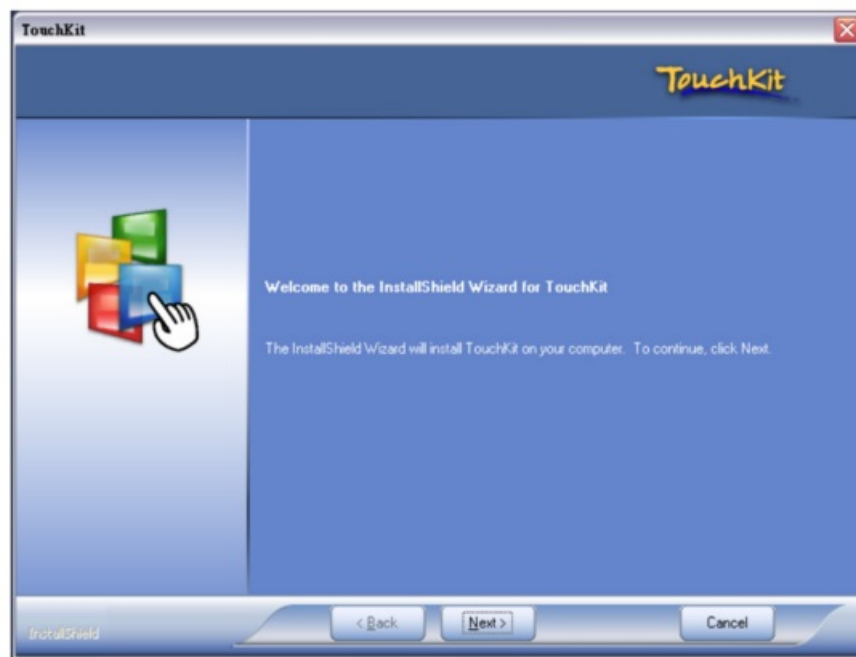 TouchKit
TouchKit
Welcome to the InstallShield Wizard for TouchKit
The InstallShield Wizard will install TouchKit on your computer. To continue, click Next.
InstallShield
< Back
Next >
Cancel